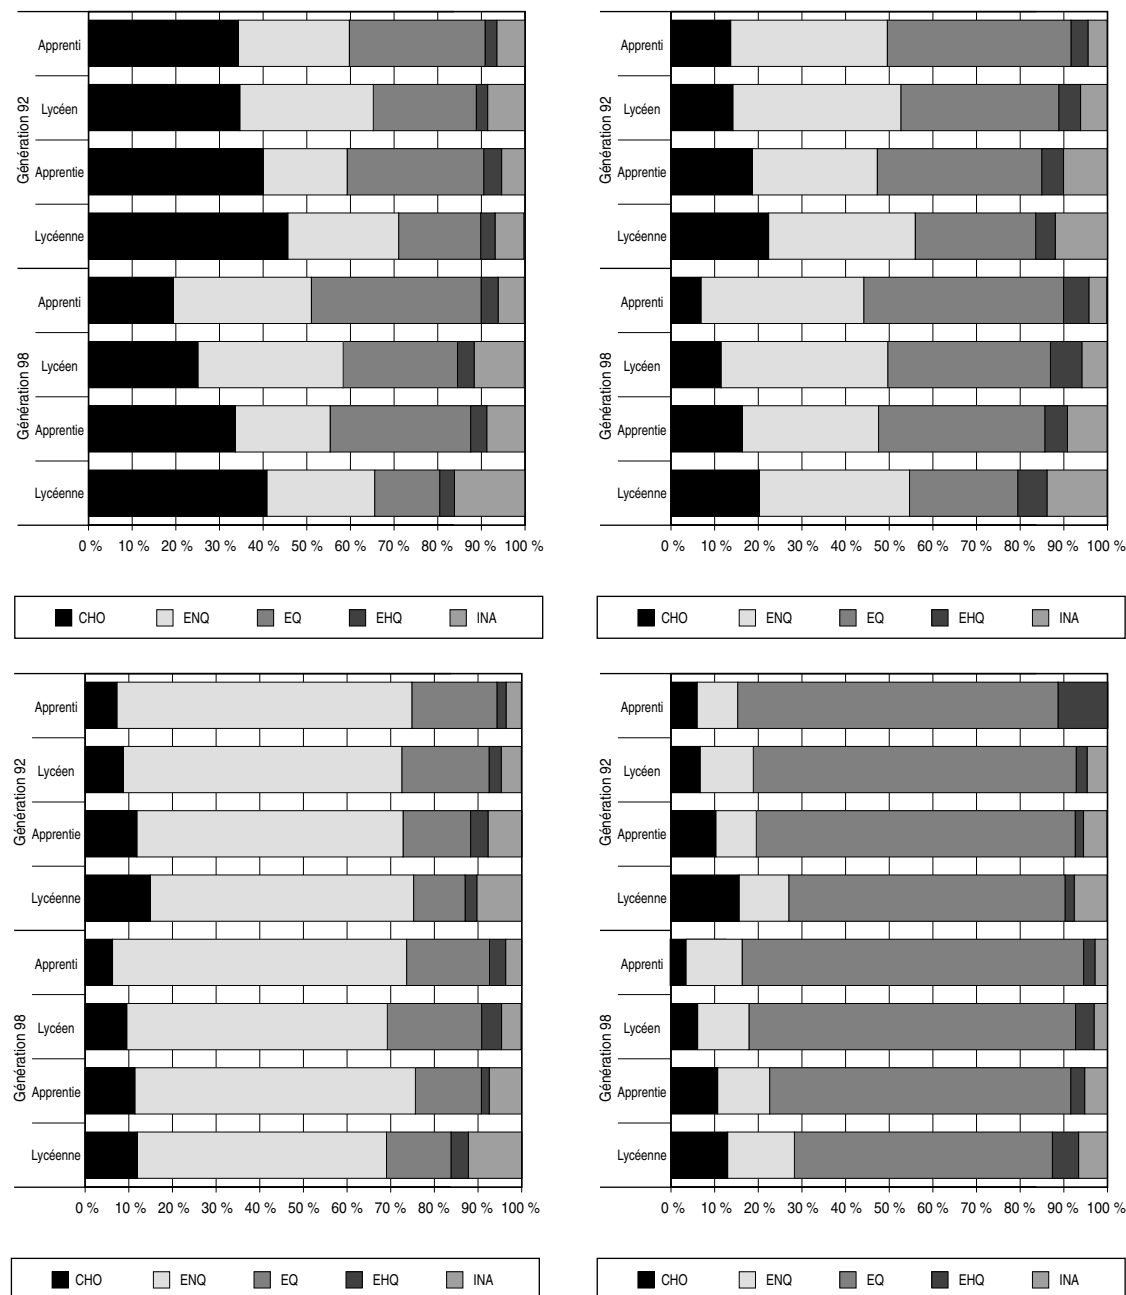 Génération 92
Apprenti
Lycéen
Apprentie
Lycéenne
Génération 98
Apprenti
Lycéen
Apprentie
Lycéenne
0 % 10 % 20 % 30 % 40 % 50 % 60 % 70 % 80 % 90 % 100 %
CHO ENQ EQ EHQ INA
Génération 92
Apprenti
Lycéen
Apprentie
Lycéenne
Génération 98
Apprenti
Lycéen
Apprentie
Lycéenne
0 % 10 % 20 % 30 % 40 % 50 % 60 % 70 % 80 % 90 % 100 %
CHO ENQ EQ EHQ INA
Génération 92
Apprenti
Lycéen
Apprentie
Lycéenne
Génération 98
Apprenti
Lycéen
Apprentie
Lycéenne
0 % 10 % 20 % 30 % 40 % 50 % 60 % 70 % 80 % 90 % 100 %
CHO ENQ EQ EHQ INA
Génération 92
Apprenti
Lycéen
Apprentie
Lycéenne
Génération 98
Apprenti
Lycéen
Apprentie
Lycéenne
0 % 10 % 20 % 30 % 40 % 50 % 60 % 70 % 80 % 90 % 100 %
CHO ENQ EQ EHQ INA